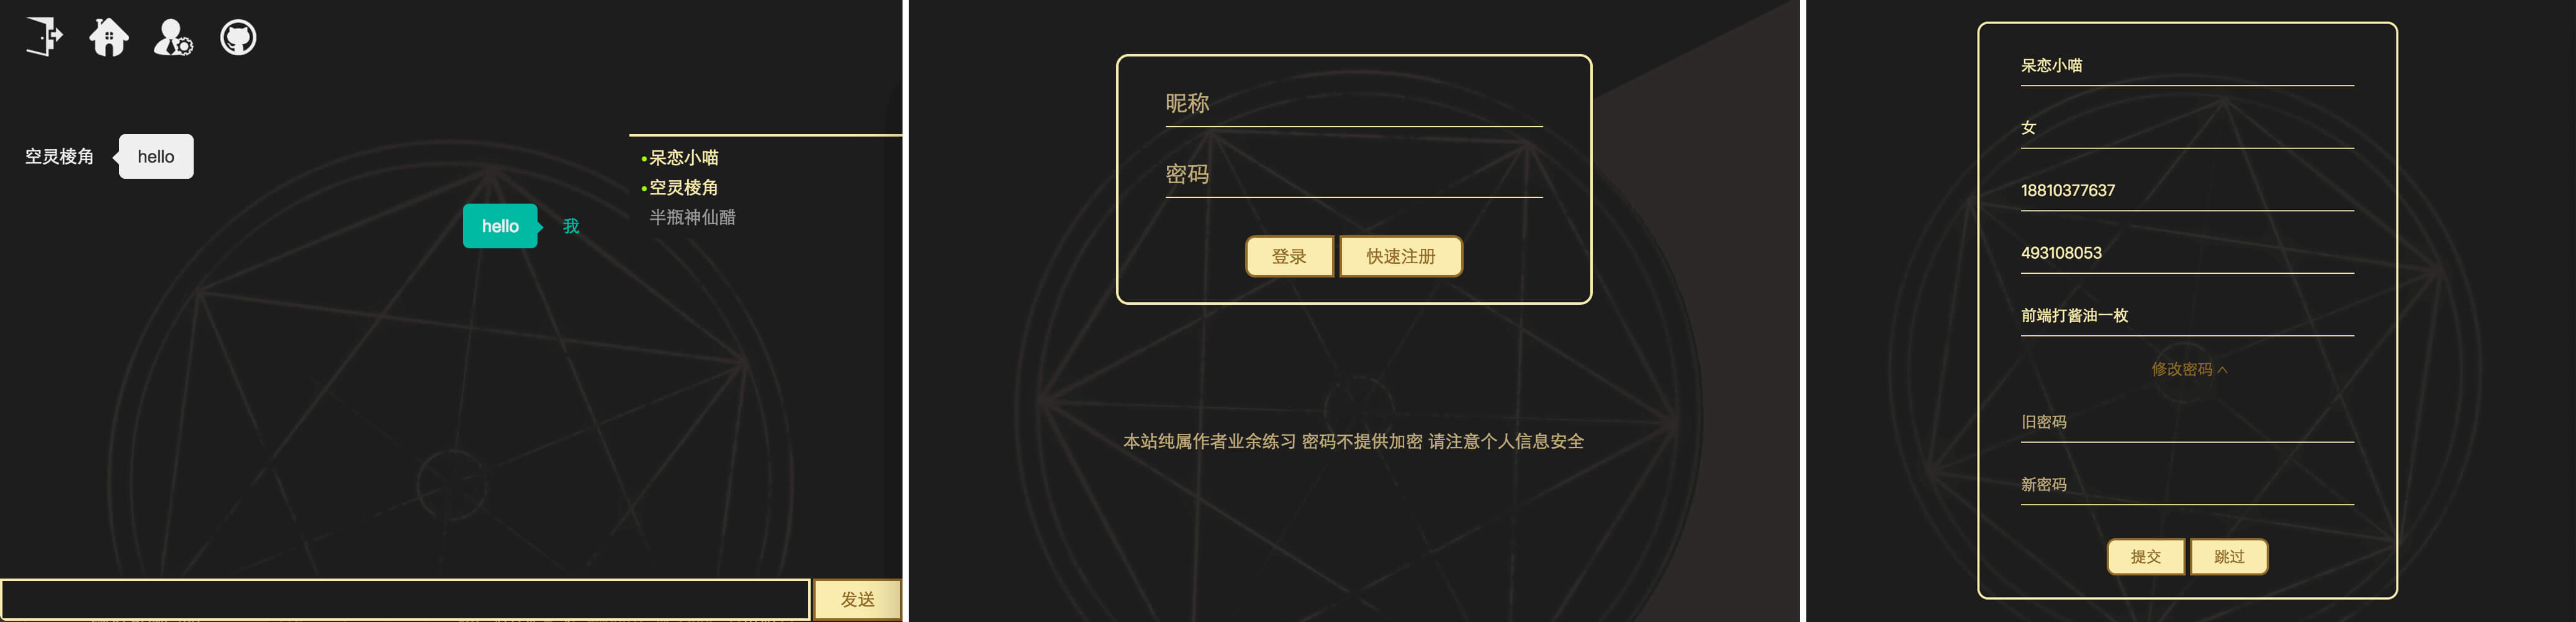 空灵棱角
hello
hello
我
呆恋小喵
空灵棱角
半瓶神仙醋
发送
昵称
密码
登录
快速注册
本站纯属作者业余练习 密码不提供加密 请注意个人信息安全
呆恋小喵
女
18810377637
493108053
前端打酱油一枚
修改密码
旧密码
新密码
提交
跳过